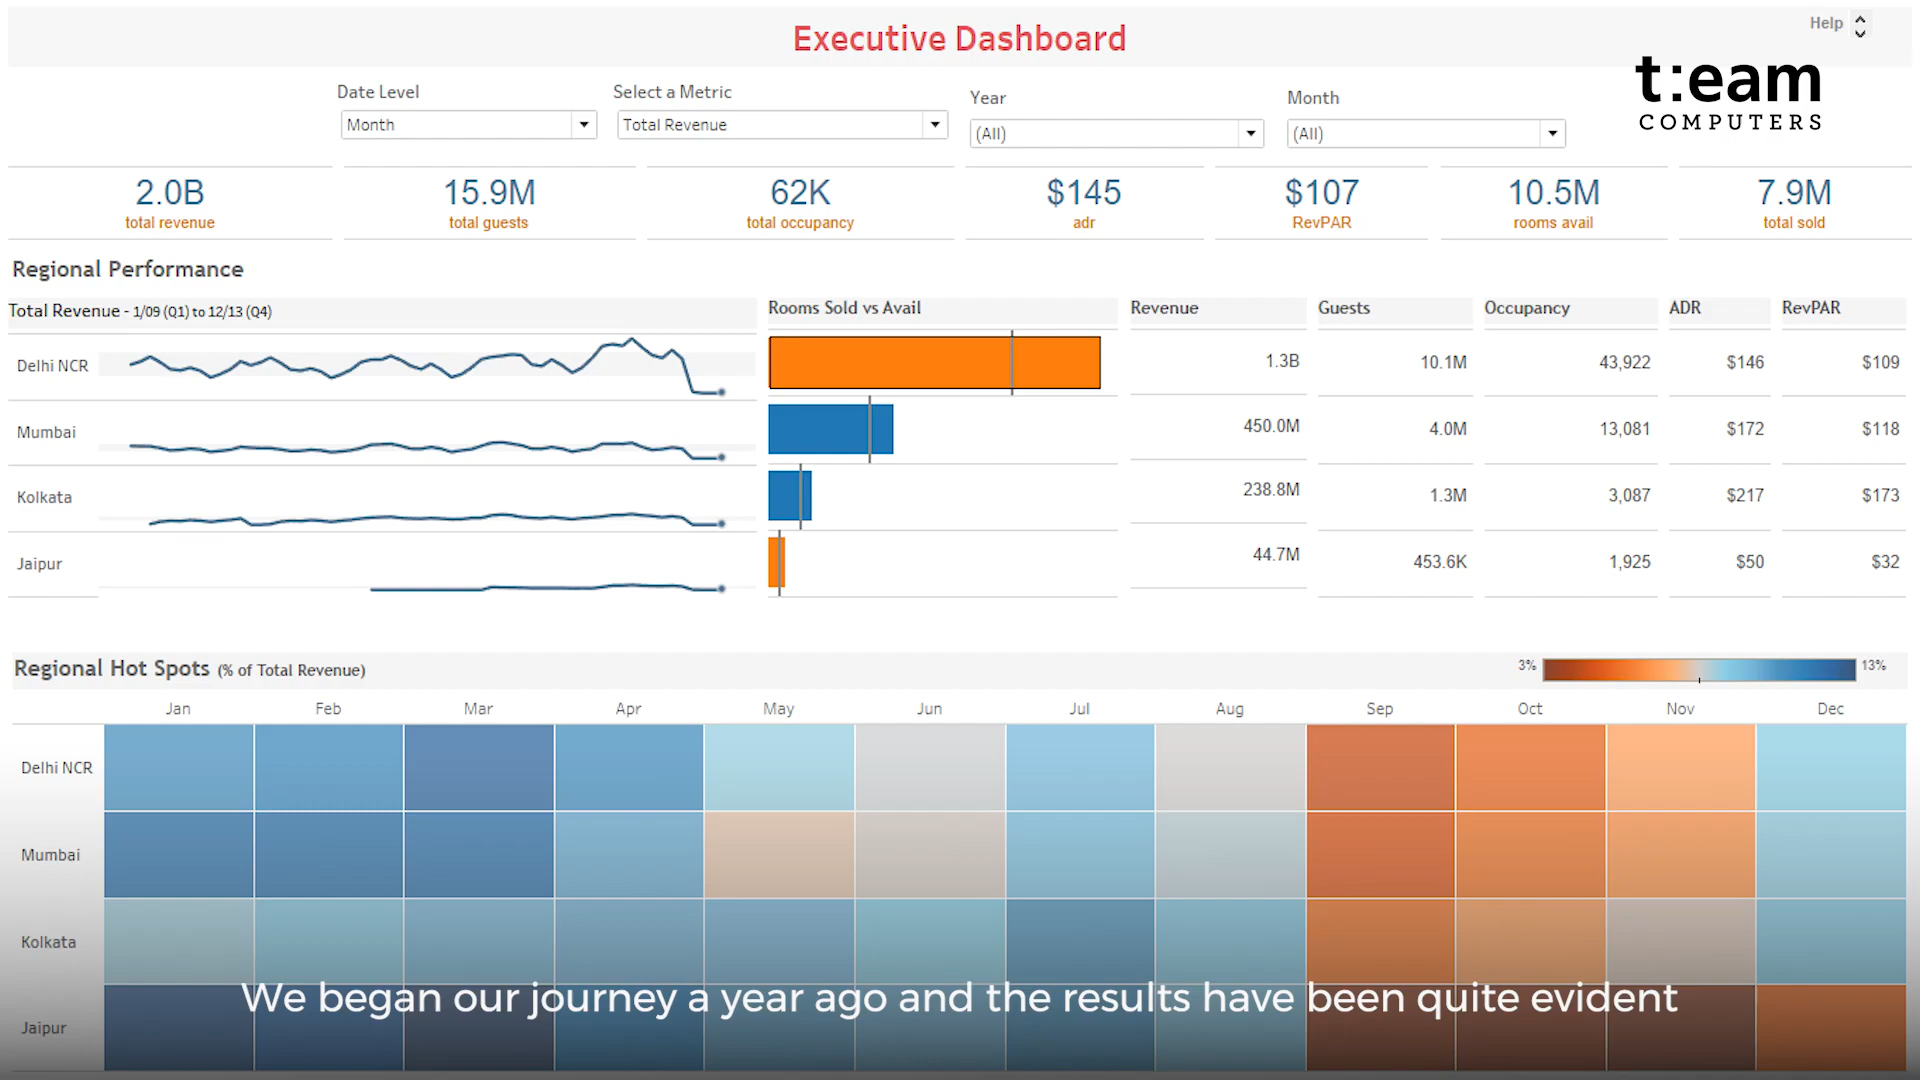 Executive Dashboard
Help
t:eam
COMPUTERS
Date Level
Month
Select a Metric
Total Revenue
Year
(All)
Month
(All)
2.0B
total revenue
15.9M
total guests
62K
total occupancy
$145
adr
$107
RevPAR
10.5M
rooms avail
7.9M
total sold
Regional Performance
Total Revenue - 1/09 (Q1) to 12/13 (Q4)
Rooms Sold vs Avail
Revenue
Guests
Occupancy
ADR
RevPAR
Delhi NCR
1.3B
10.1M
43,922
$146
$109
Mumbai
450.0M
4.0M
13,081
$172
$118
Kolkata
238.8M
1.3M
3,087
$217
$173
Jaipur
44.7M
453.6K
1,925
$50
$32
Regional Hot Spots (% of Total Revenue)
3%
13%
Jan
Feb
Mar
Apr
May
Jun
Jul
Aug
Sep
Oct
Nov
Dec
Delhi NCR
Mumbai
Kolkata
We began our journey a year ago and the results have been quite evident
Jaipur